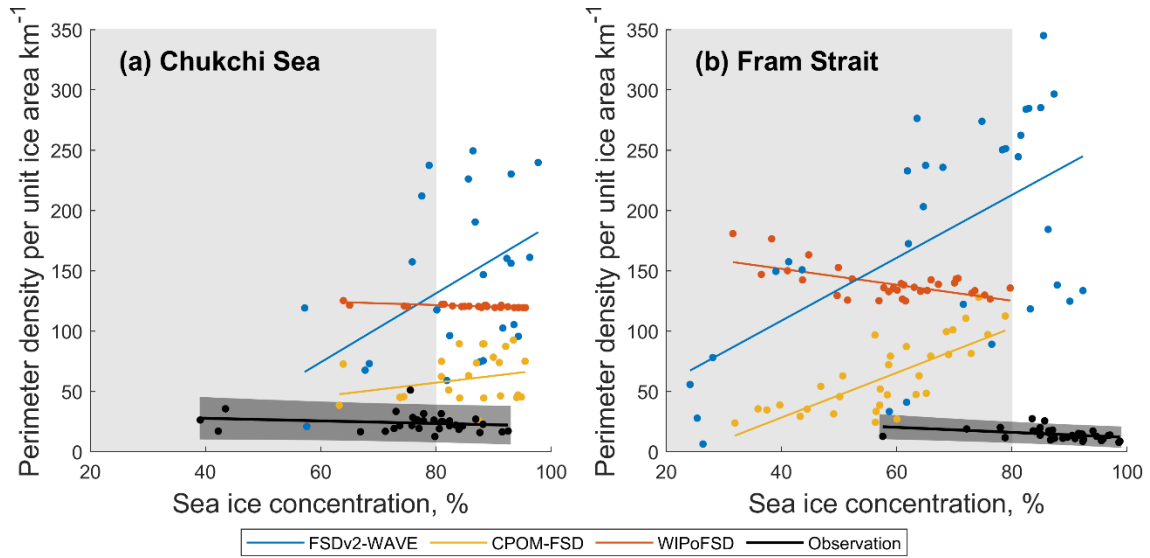 (a) Chukchi Sea
Perimeter density per unit ice area km-1
350
300
250
200
150
100
50
0
20
40
60
80
100
Sea ice concentration, %
(b) Fram Strait
Perimeter density per unit ice area km-1
350
300
250
200
150
100
50
0
20
40
60
80
100
Sea ice concentration, %
FSDv2-WAVE
CPOM-FSD
WIPoFSD
Observation